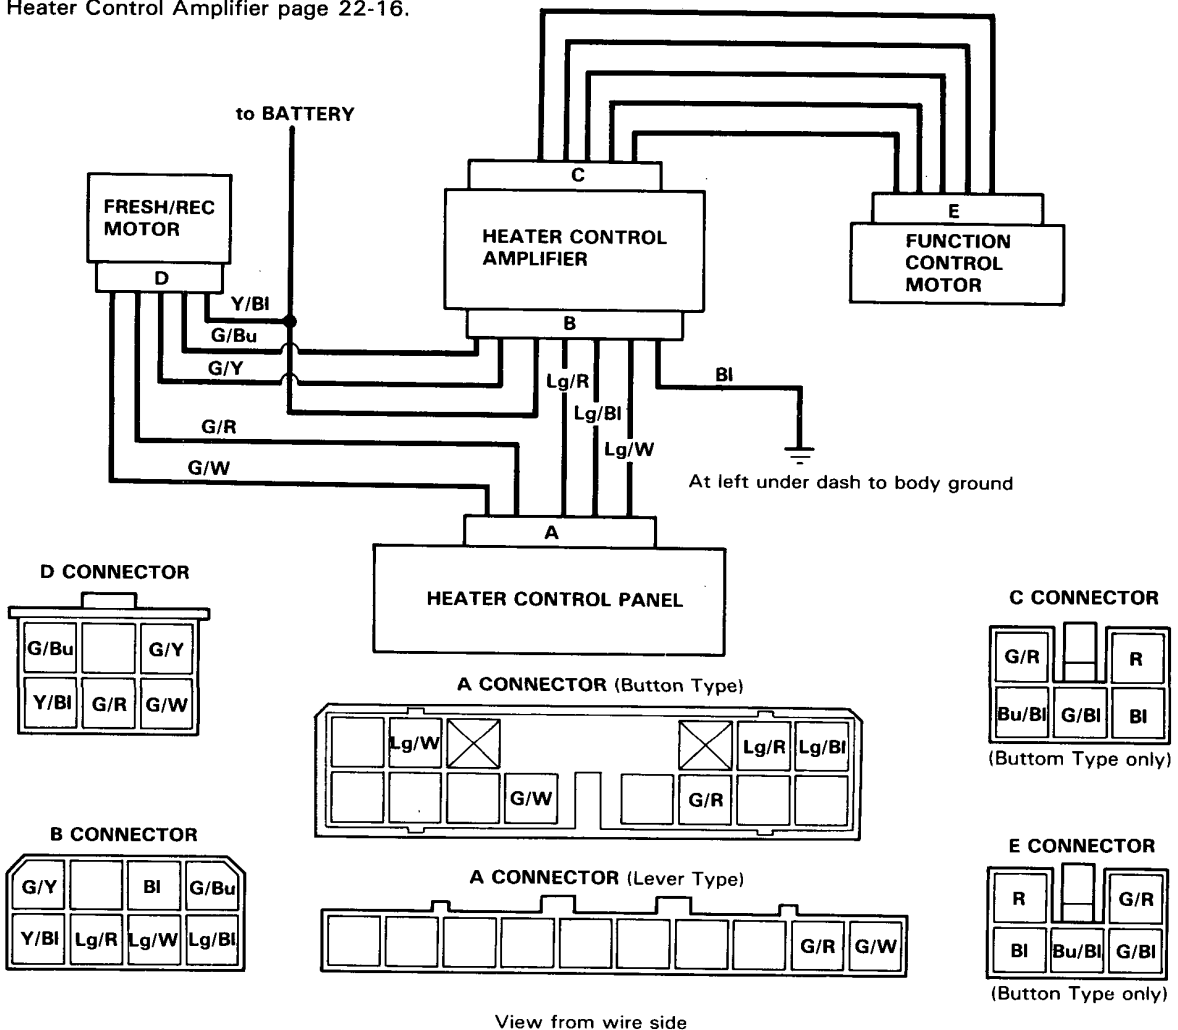 Heater Control Amplifier page 22-16.
to BATTERY
FRESH/REC
MOTOR
D
C
HEATER CONTROL
AMPLIFIER
B
E
FUNCTION
CONTROL
MOTOR
Y/Bl
G/Bu
G/Y
G/R
G/W
Lg/R
Lg/Bl
Lg/W
Bl
At left under dash to body ground
A
HEATER CONTROL PANEL
D CONNECTOR
G/Bu G/Y
Y/Bl G/R G/W
A CONNECTOR (Button Type)
Lg/W Lg/R Lg/Bl
G/W G/R
C CONNECTOR
G/R R
Bu/Bl G/Bl Bl
(Buttom Type only)
B CONNECTOR
G/Y Bl G/Bu
Y/Bl Lg/R Lg/W Lg/Bl
A CONNECTOR (Lever Type)
G/R G/W
E CONNECTOR
R G/R
Bl Bu/Bl G/Bl
(Button Type only)
View from wire side